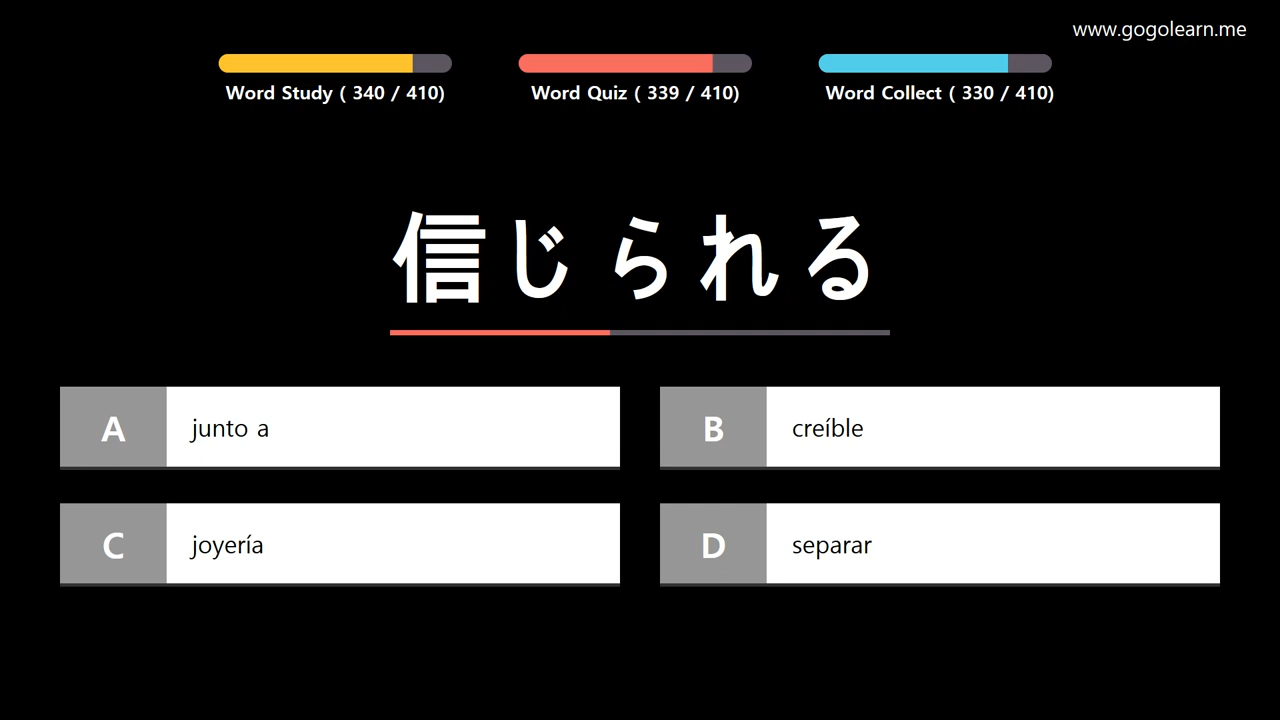 www.gogolearn.me
Word Study ( 340 / 410)
Word Quiz ( 339 / 410)
Word Collect ( 330 / 410)
信じられる
A junto a
B creíble
C joyería
D separar